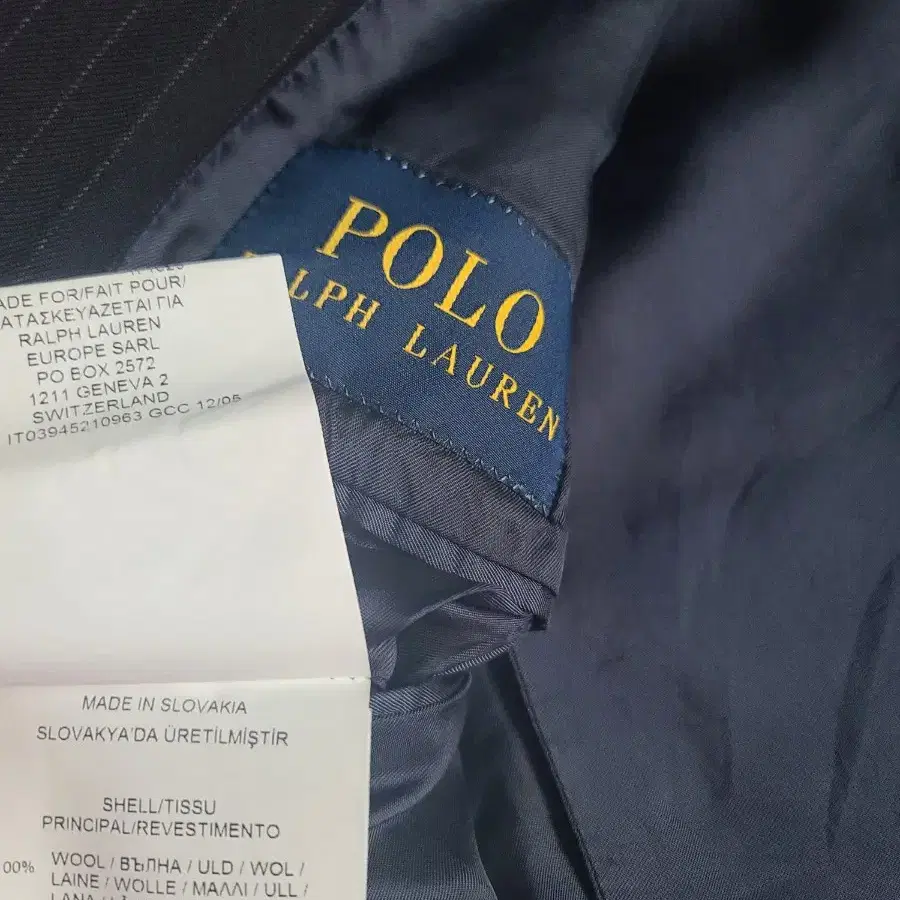 POLO
LPH LAUREN
ADE FOR/FAIT POUR/
ΑΤΑΣΚΕΥΑΖΕΤΑΙ ΓΙΑ
RALPH LAUREN
EUROPE SARL
PO BOX 2572
1211 GENEVA 2
SWITZERLAND
IT03945210963 GCC 12/05
MADE IN SLOVAKIA
SLOVAKYA'DA ÜRETİLMİŞTİR
SHELL/TISSU
PRINCIPAL/REVESTIMENTO
00% WOOL / ВЪЛНА / ULD / WOL /
LAINE / WOLLE / ΜΑΛΛΙ / ULL /